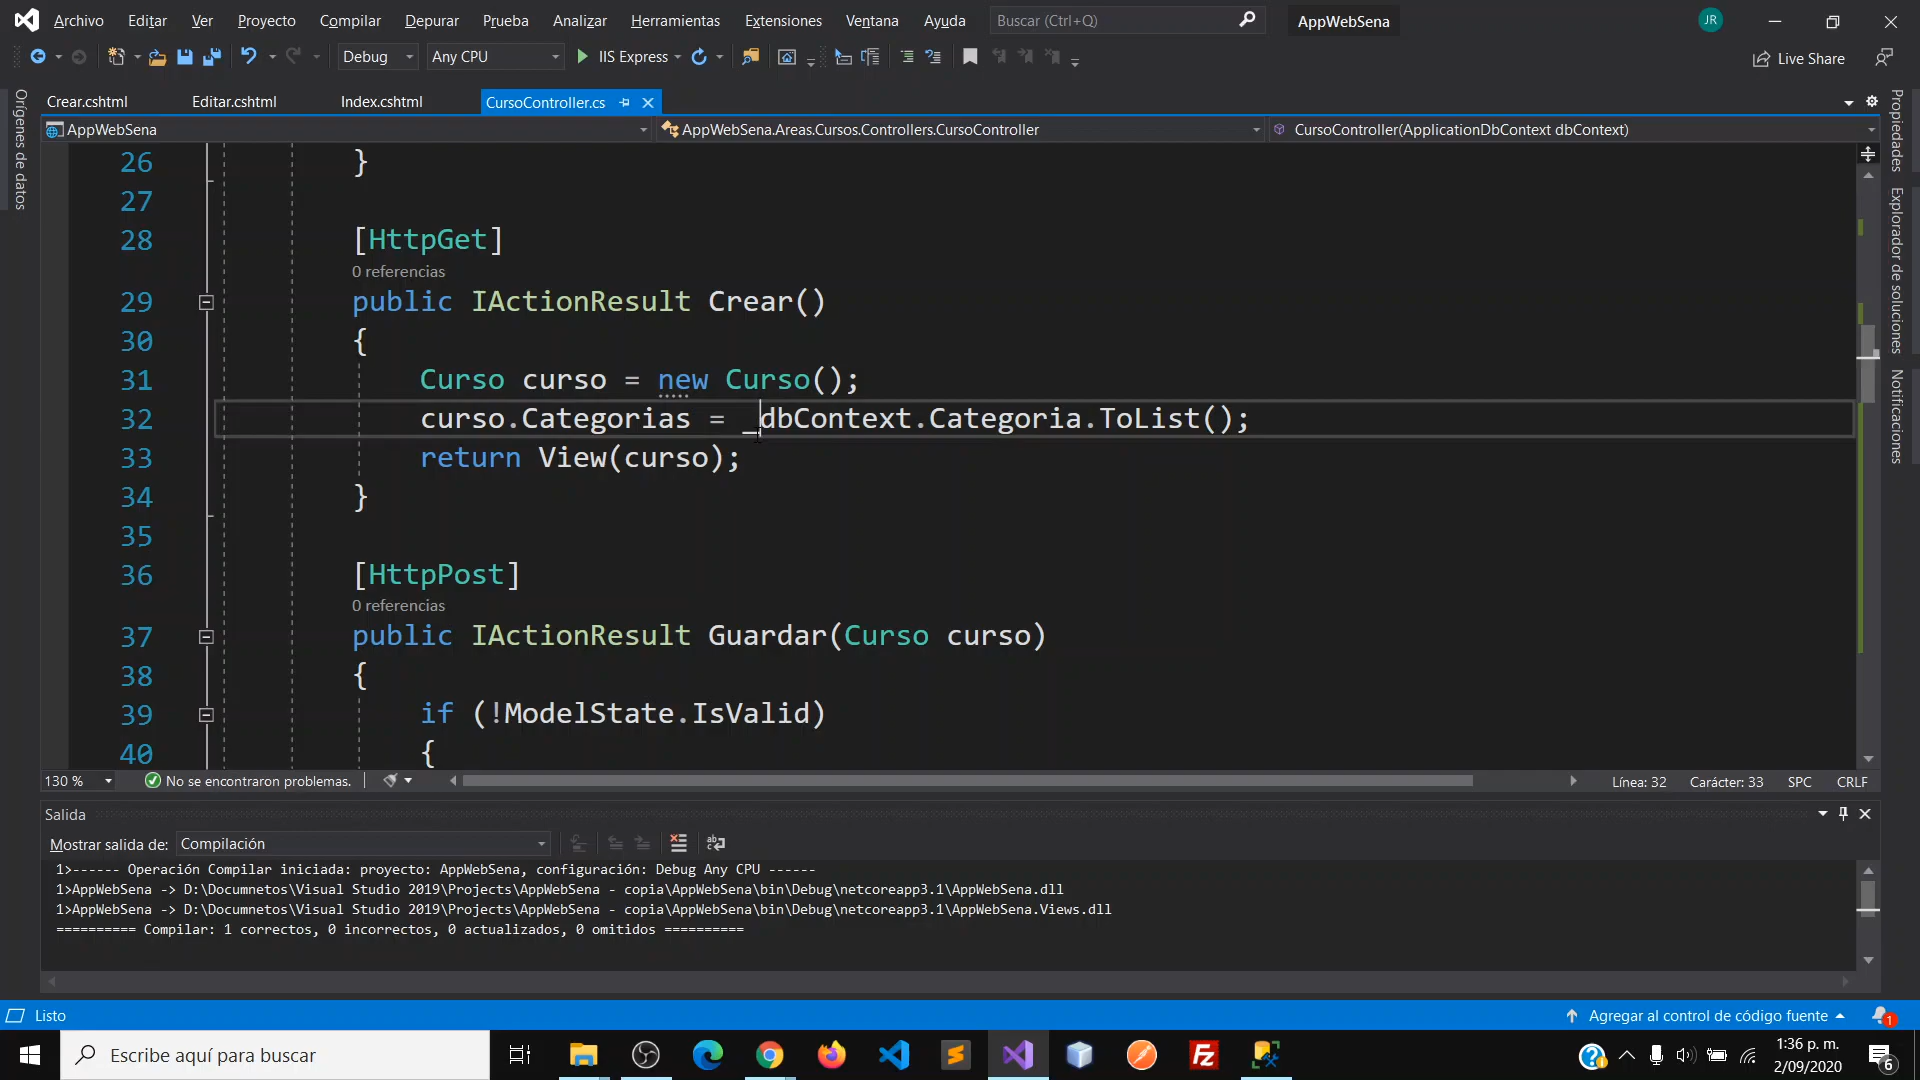 Archivo Editar Ver Proyecto Compilar Depurar Prueba Analizar Herramientas Extensiones Ventana Ayuda Buscar (Ctrl+Q) AppWebSena JR
Debug Any CPU IIS Express Live Share
Crear.cshtml Editar.cshtml Index.cshtml CursoController.cs
AppWebSena AppWebSena.Areas.Cursos.Controllers.CursoController CursoController(ApplicationDbContext dbContext)
Orígenes de datos
Propiedades
Explorador de soluciones
Notificaciones
26 }
27
28 [HttpGet]
0 referencias
29 public IActionResult Crear()
30 {
31 Curso curso = new Curso();
32 curso.Categorias = _dbContext.Categoria.ToList();
33 return View(curso);
34 }
35
36 [HttpPost]
0 referencias
37 public IActionResult Guardar(Curso curso)
38 {
39 if (!ModelState.IsValid)
40 {
130 % No se encontraron problemas. Línea: 32 Carácter: 33 SPC CRLF
Salida
Mostrar salida de: Compilación
1>------ Operación Compilar iniciada: proyecto: AppWebSena, configuración: Debug Any CPU ------
1>AppWebSena -> D:\Documnetos\Visual Studio 2019\Projects\AppWebSena - copia\AppWebSena\bin\Debug\netcoreapp3.1\AppWebSena.dll
1>AppWebSena -> D:\Documnetos\Visual Studio 2019\Projects\AppWebSena - copia\AppWebSena\bin\Debug\netcoreapp3.1\AppWebSena.Views.dll
========== Compilar: 1 correctos, 0 incorrectos, 0 actualizados, 0 omitidos ==========
Listo Agregar al control de código fuente 1
Escribe aquí para buscar 1:36 p. m.
2/09/2020 6